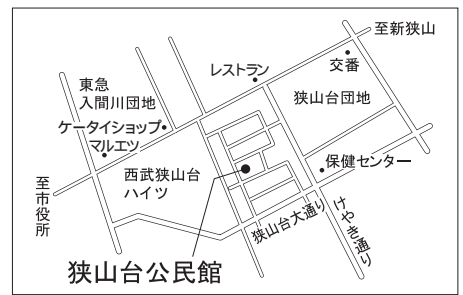 至新狭山
交番
レストラン
東急
入間川団地
狭山台団地
ケータイショップ
マルエツ
保健センター
西武狭山台
ハイツ
至市役所
狭山台大通り
けやき通り
狭山台公民館